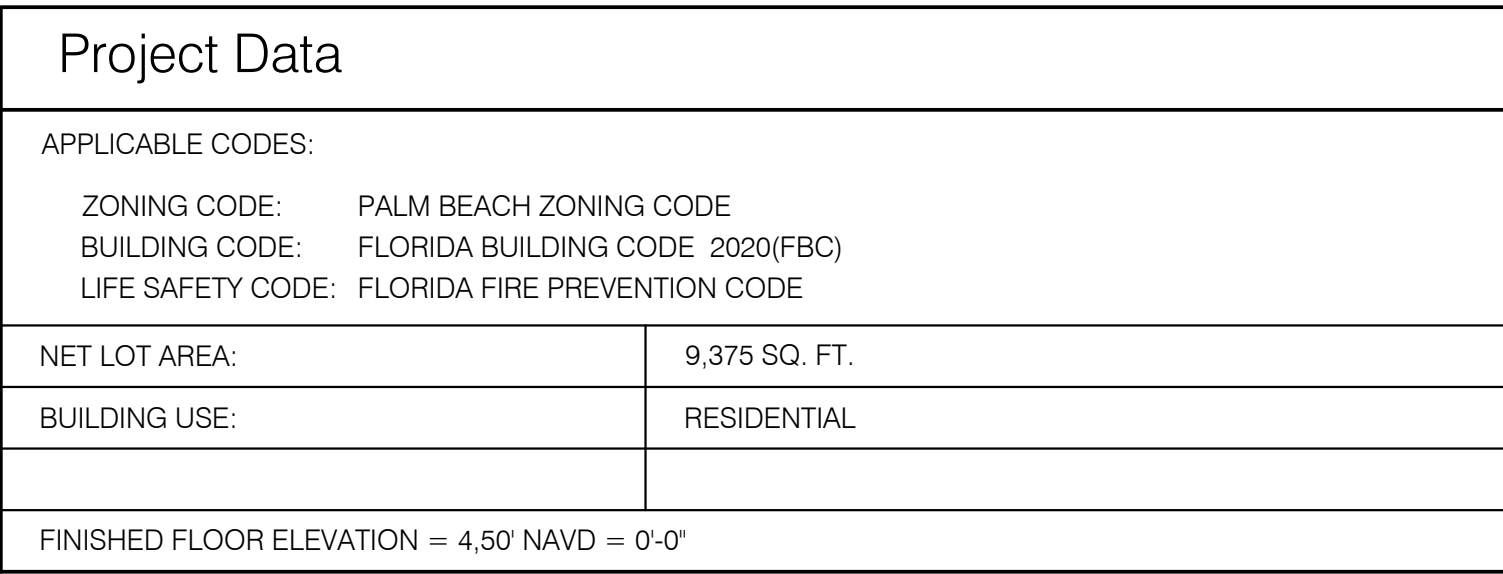 Project Data
APPLICABLE CODES:
ZONING CODE: PALM BEACH ZONING CODE
BUILDING CODE: FLORIDA BUILDING CODE 2020(FBC)
LIFE SAFETY CODE: FLORIDA FIRE PREVENTION CODE
NET LOT AREA: 9,375 SQ. FT.
BUILDING USE: RESIDENTIAL
FINISHED FLOOR ELEVATION = 4,50' NAVD = 0'-0"